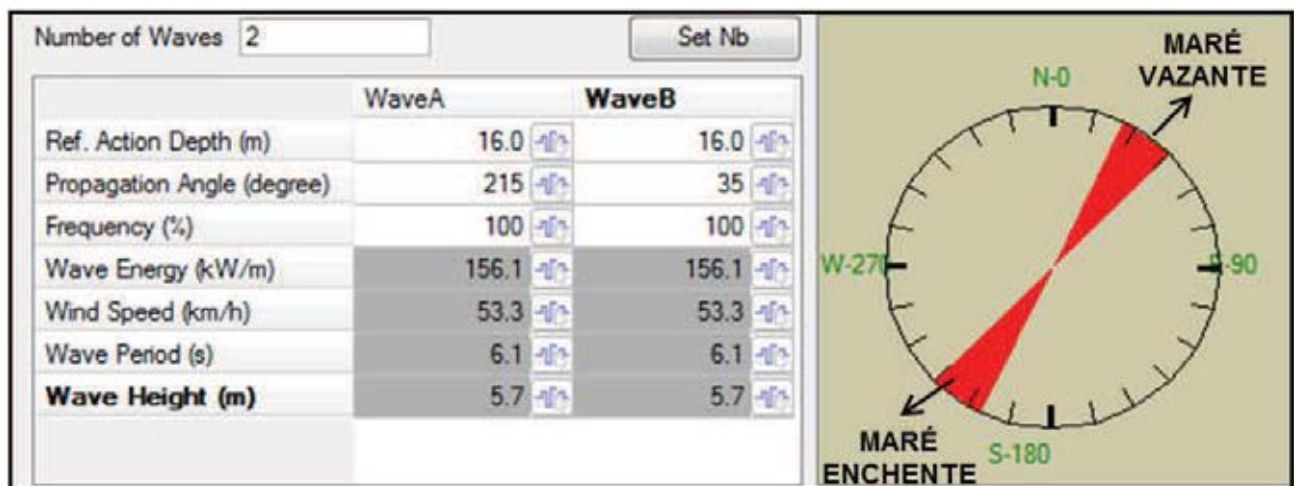 Number of Waves 2 Set Nb
WaveA WaveB
Ref. Action Depth (m) 16.0 16.0
Propagation Angle (degree) 215 35
Frequency (%) 100 100
Wave Energy (kW/m) 156.1 156.1
Wind Speed (km/h) 53.3 53.3
Wave Period (s) 6.1 6.1
Wave Height (m) 5.7 5.7
MARÉ
VAZANTE
N-0
W-270
E-90
S-180
MARÉ
ENCHENTE